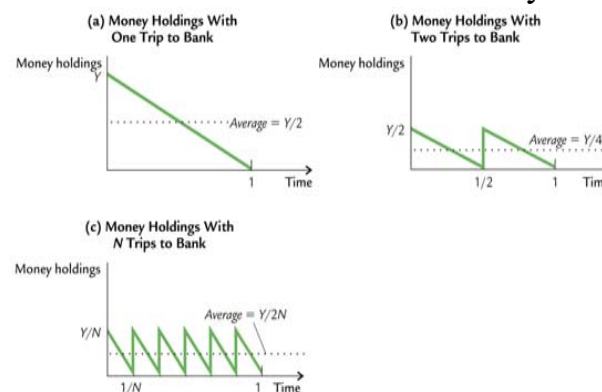 (a) Money Holdings With
One Trip to Bank
Money holdings
Y
Average = Y/2
1
Time
(b) Money Holdings With
Two Trips to Bank
Money holdings
Y/2
Average = Y/4
1/2
1
Tim
(c) Money Holdings With
N Trips to Bank
Money holdings
Y/N
Average = Y/2N
1/N
1
Time